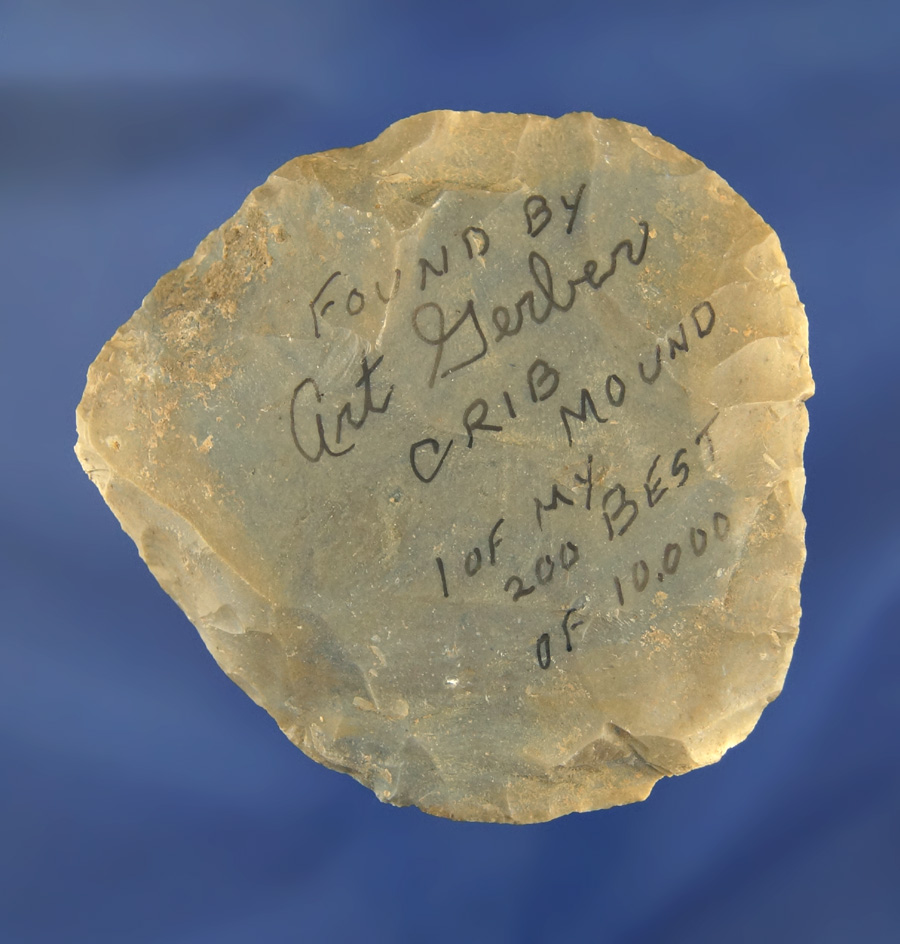 FOUND BY
Art Gerber
CRIB MOUND
1 OF MY
200 BEST
OF 10,000